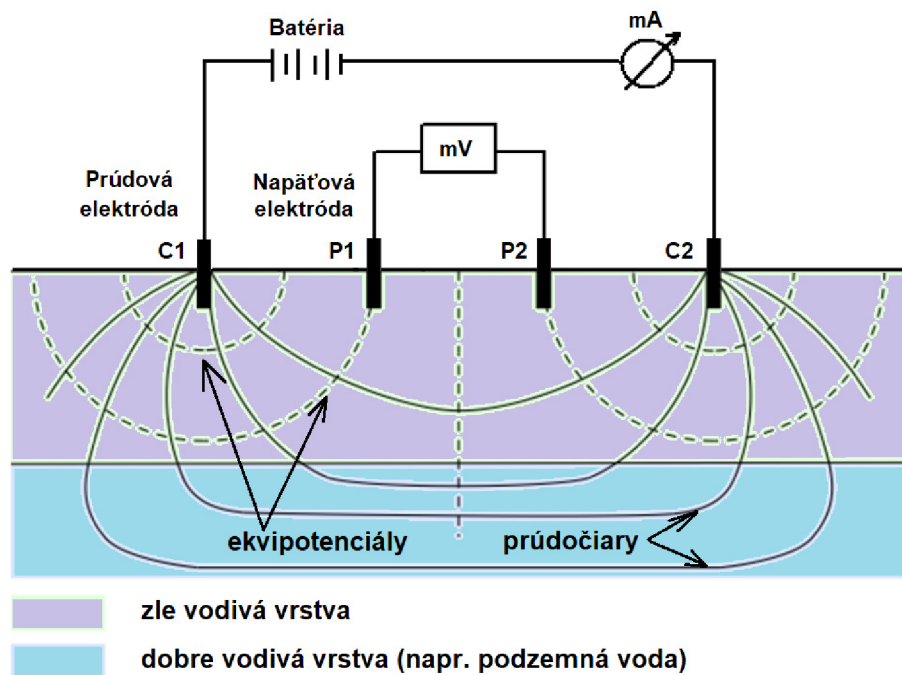 Batéria
mA
mV
Prúdová
elektróda
Napäťová
elektróda
C1
P1
P2
C2
ekvipotenciály
prúdočiary
zle vodivá vrstva
dobre vodivá vrstva (napr. podzemná voda)